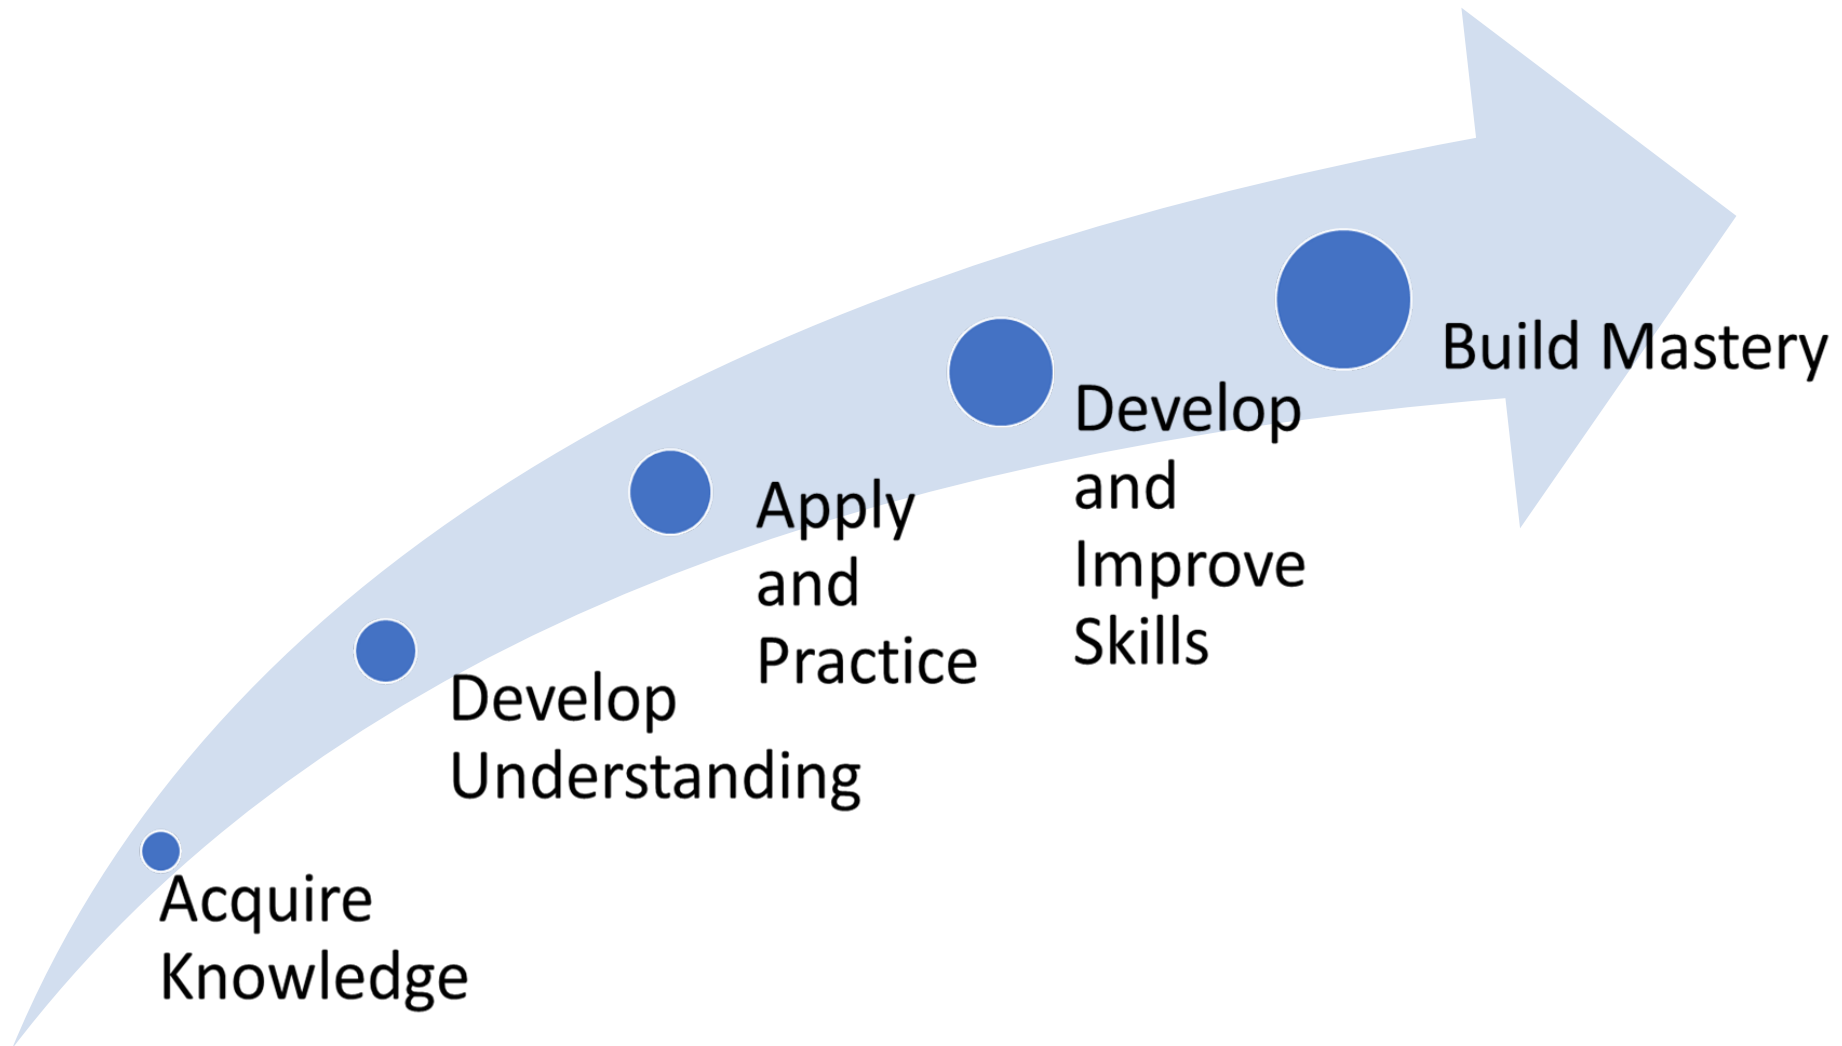 Acquire
Knowledge
Develop
Understanding
Apply
and
Practice
Develop
and
Improve
Skills
Build Mastery